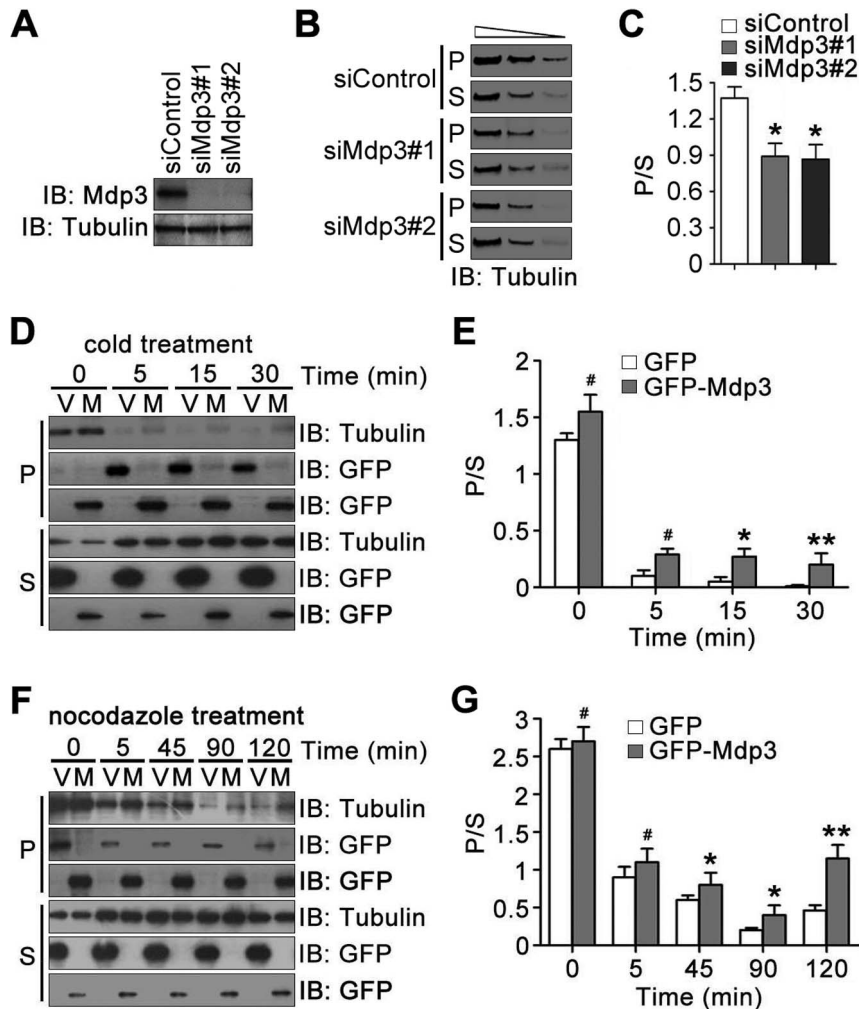 A
siControl
siMdp3#1
siMdp3#2
IB: Mdp3
IB: Tubulin
B
siControl
P
S
siMdp3#1
P
S
siMdp3#2
P
S
IB: Tubulin
C
siControl
siMdp3#1
siMdp3#2
P/S
1.5
1.2
0.9
0.6
0.3
0
* *
D
cold treatment
0 5 15 30 Time (min)
V M V M V M V M
P
IB: Tubulin
IB: GFP
IB: GFP
S
IB: Tubulin
IB: GFP
IB: GFP
E
GFP
GFP-Mdp3
P/S
2
1.5
1
0.5
0
# # * **
0 5 15 30
Time (min)
F
nocodazole treatment
0 5 45 90 120 Time (min)
VM VM VM VM VM
P
IB: Tubulin
IB: GFP
IB: GFP
S
IB: Tubulin
IB: GFP
IB: GFP
G
GFP
GFP-Mdp3
P/S
3
2.5
2
1.5
1
0.5
0
# # * * **
0 5 45 90 120
Time (min)